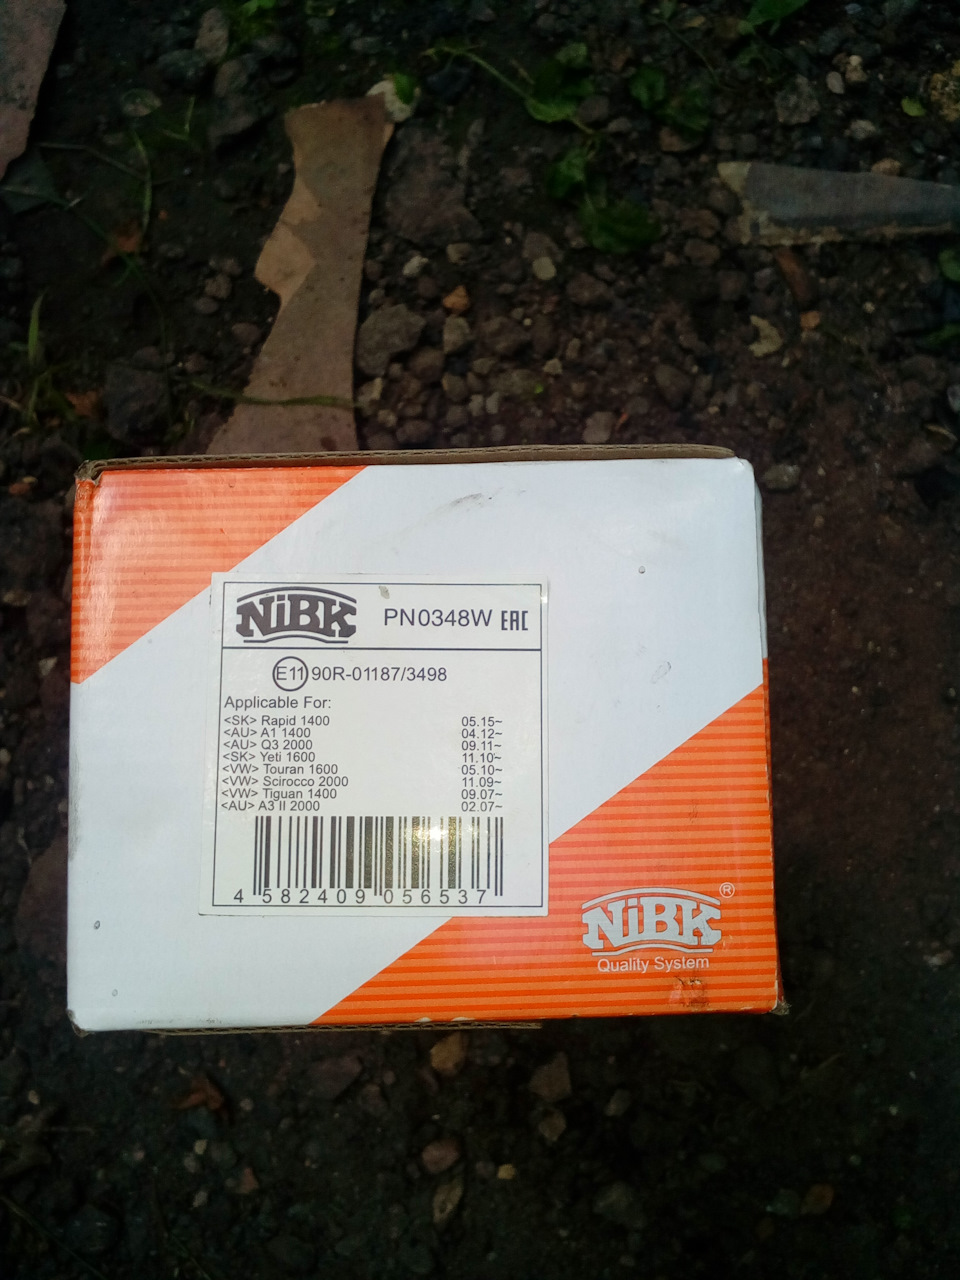 NiBK PN0348W EAC
E11 90R-01187/3498
Applicable For:
<SK> Rapid 1400 05.15~
<AU> A1 1400 04.12~
<AU> Q3 2000 09.11~
<SK> Yeti 1600 11.10~
<VW> Touran 1600 05.10~
<VW> Scirocco 2000 11.09~
<VW> Tiguan 1400 09.07~
<AU> A3 II 2000 02.07~
4 582409 056537
NiBK ®
Quality System